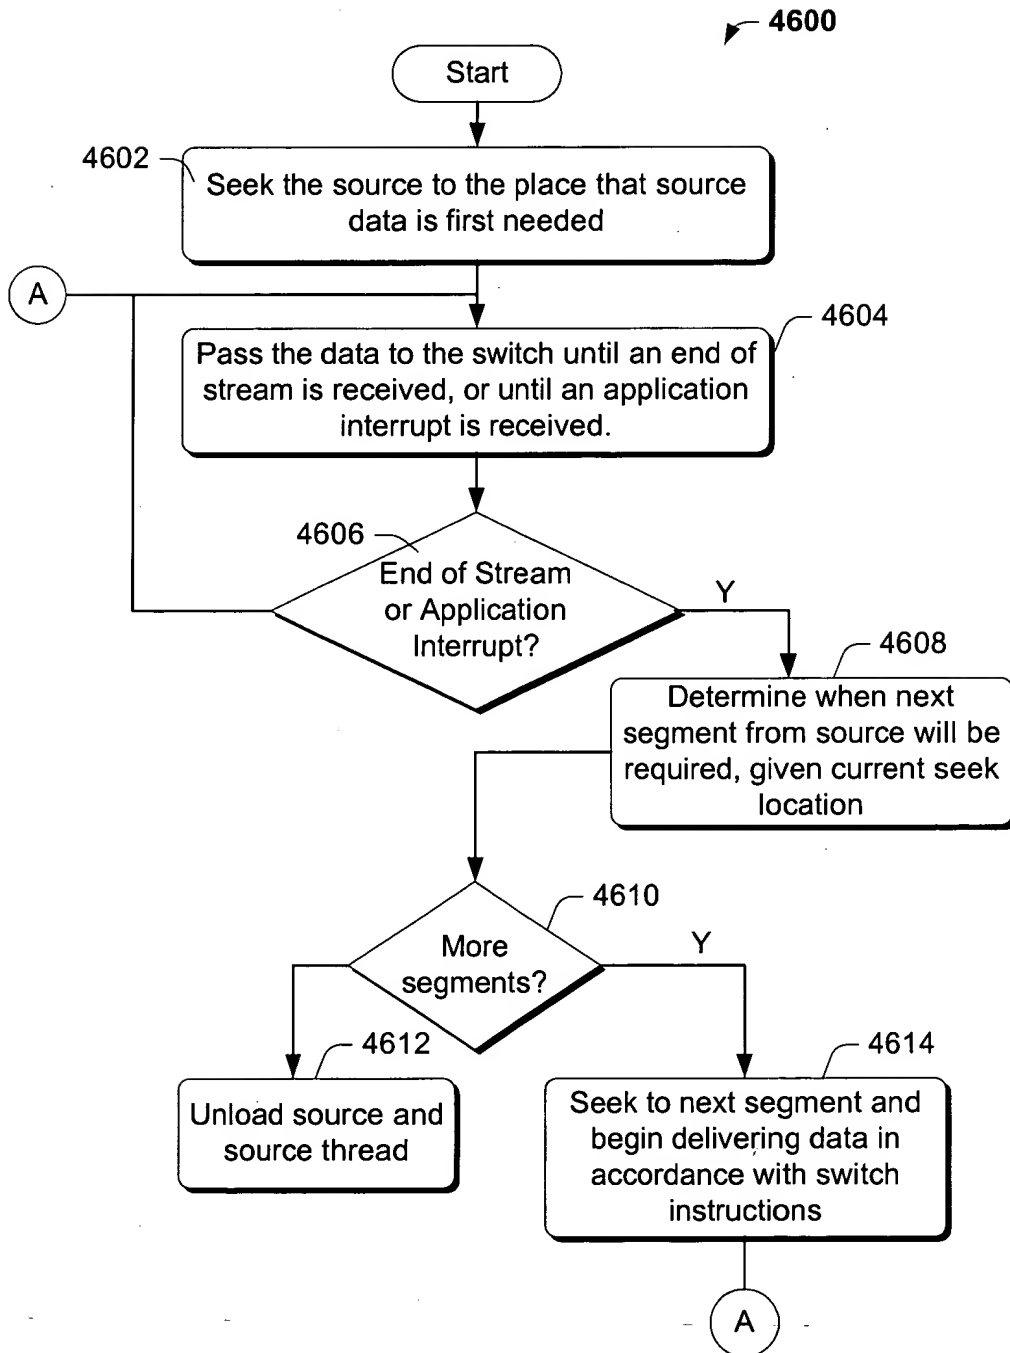 4600
Start
4602
Seek the source to the place that source
data is first needed
A
4604
Pass the data to the switch until an end of
stream is received, or until an application
interrupt is received.
4606
End of Stream
or Application
Interrupt?
Y
4608
Determine when next
segment from source will be
required, given current seek
location
4610
More
segments?
Y
4612
Unload source and
source thread
4614
Seek to next segment and
begin delivering data in
accordance with switch
instructions
A